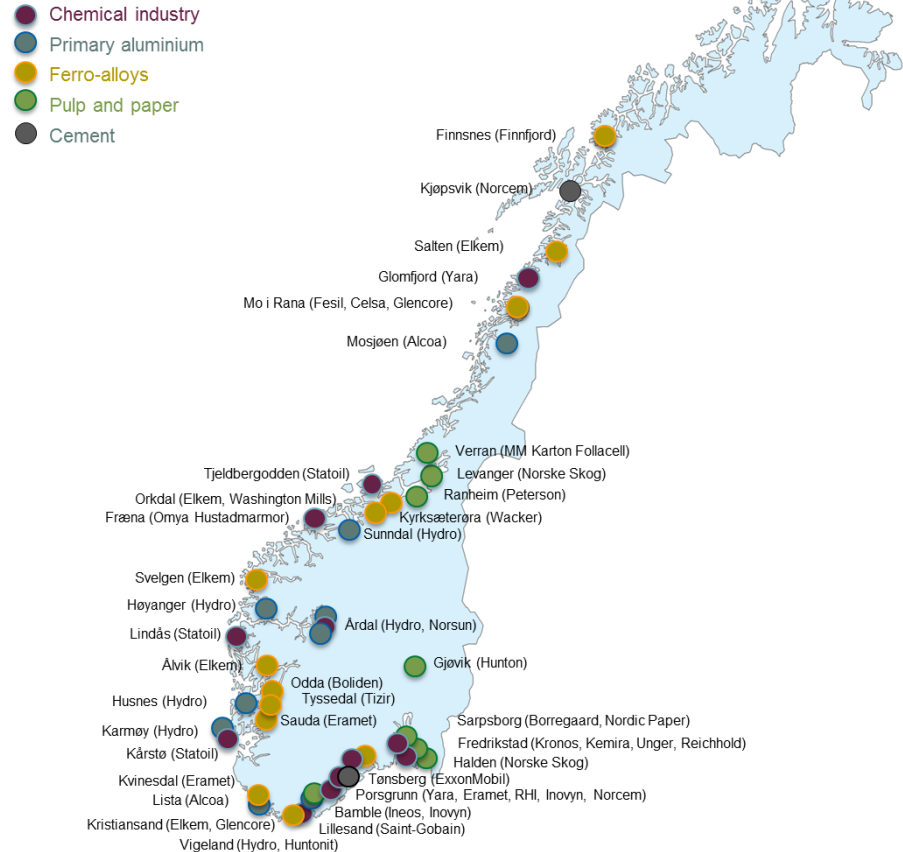 Chemical industry
Primary aluminium
Ferro-alloys
Pulp and paper
Cement
Finnsnes (Finnfjord)
Kjøpsvik (Norcem)
Salten (Elkem)
Glomfjord (Yara)
Mo i Rana (Fesil, Celsa, Glencore)
Mosjøen (Alcoa)
Verran (MM Karton Follacell)
Tjeldbergodden (Statoil)
Levanger (Norske Skog)
Orkdal (Elkem, Washington Mills)
Ranheim (Peterson)
Fræna (Omya Hustadmarmor)
Kyrksæterøra (Wacker)
Sunndal (Hydro)
Svelgen (Elkem)
Høyanger (Hydro)
Årdal (Hydro, Norsun)
Lindås (Statoil)
Ålvik (Elkem)
Gjøvik (Hunton)
Odda (Boliden)
Husnes (Hydro)
Tyssedal (Tizir)
Sauda (Eramet)
Sarpsborg (Borregaard, Nordic Paper)
Karmøy (Hydro)
Fredrikstad (Kronos, Kemira, Unger, Reichhold)
Kårstø (Statoil)
Halden (Norske Skog)
Kvinesdal (Eramet)
Tønsberg (ExxonMobil)
Lista (Alcoa)
Porsgrunn (Yara, Eramet, RHI, Inovyn, Norcem)
Bamble (Ineos, Inovyn)
Kristiansand (Elkem, Glencore)
Lillesand (Saint-Gobain)
Vigeland (Hydro, Huntonit)